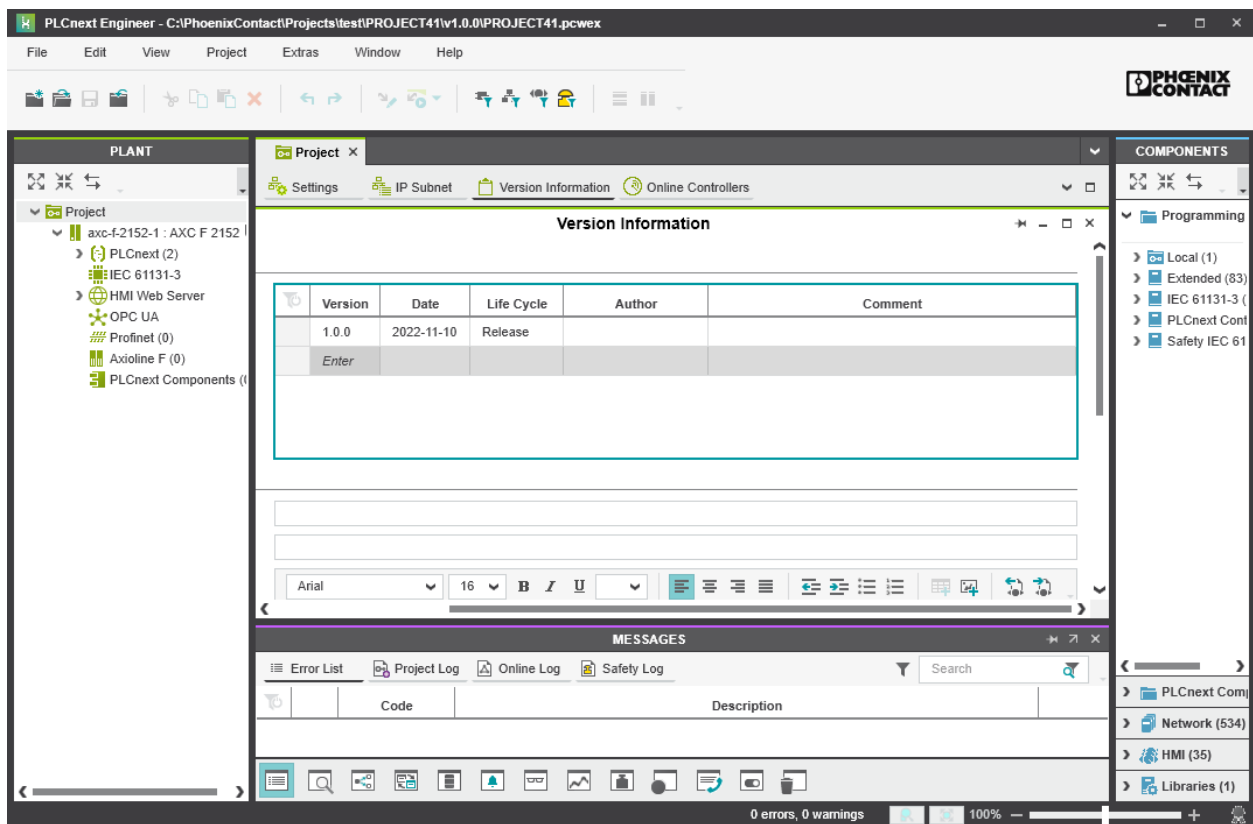 PLCnext Engineer - C:\PhoenixContact\Projects\test\PROJECT41\v1.0.0\PROJECT41.pcwex
File Edit View Project Extras Window Help
PHŒNIX
CONTACT
PLANT
Project
axc-f-2152-1 : AXC F 2152
PLCnext (2)
IEC 61131-3
HMI Web Server
OPC UA
Profinet (0)
Axioline F (0)
PLCnext Components (
Project
Settings IP Subnet Version Information Online Controllers
Version Information
Version Date Life Cycle Author Comment
1.0.0 2022-11-10 Release
Enter
Arial 16 B I U
MESSAGES
Error List Project Log Online Log Safety Log Search
Code Description
COMPONENTS
Programming
Local (1)
Extended (83)
IEC 61131-3 (
PLCnext Cont
Safety IEC 61
PLCnext Comp
Network (534)
HMI (35)
Libraries (1)
0 errors, 0 warnings 100%